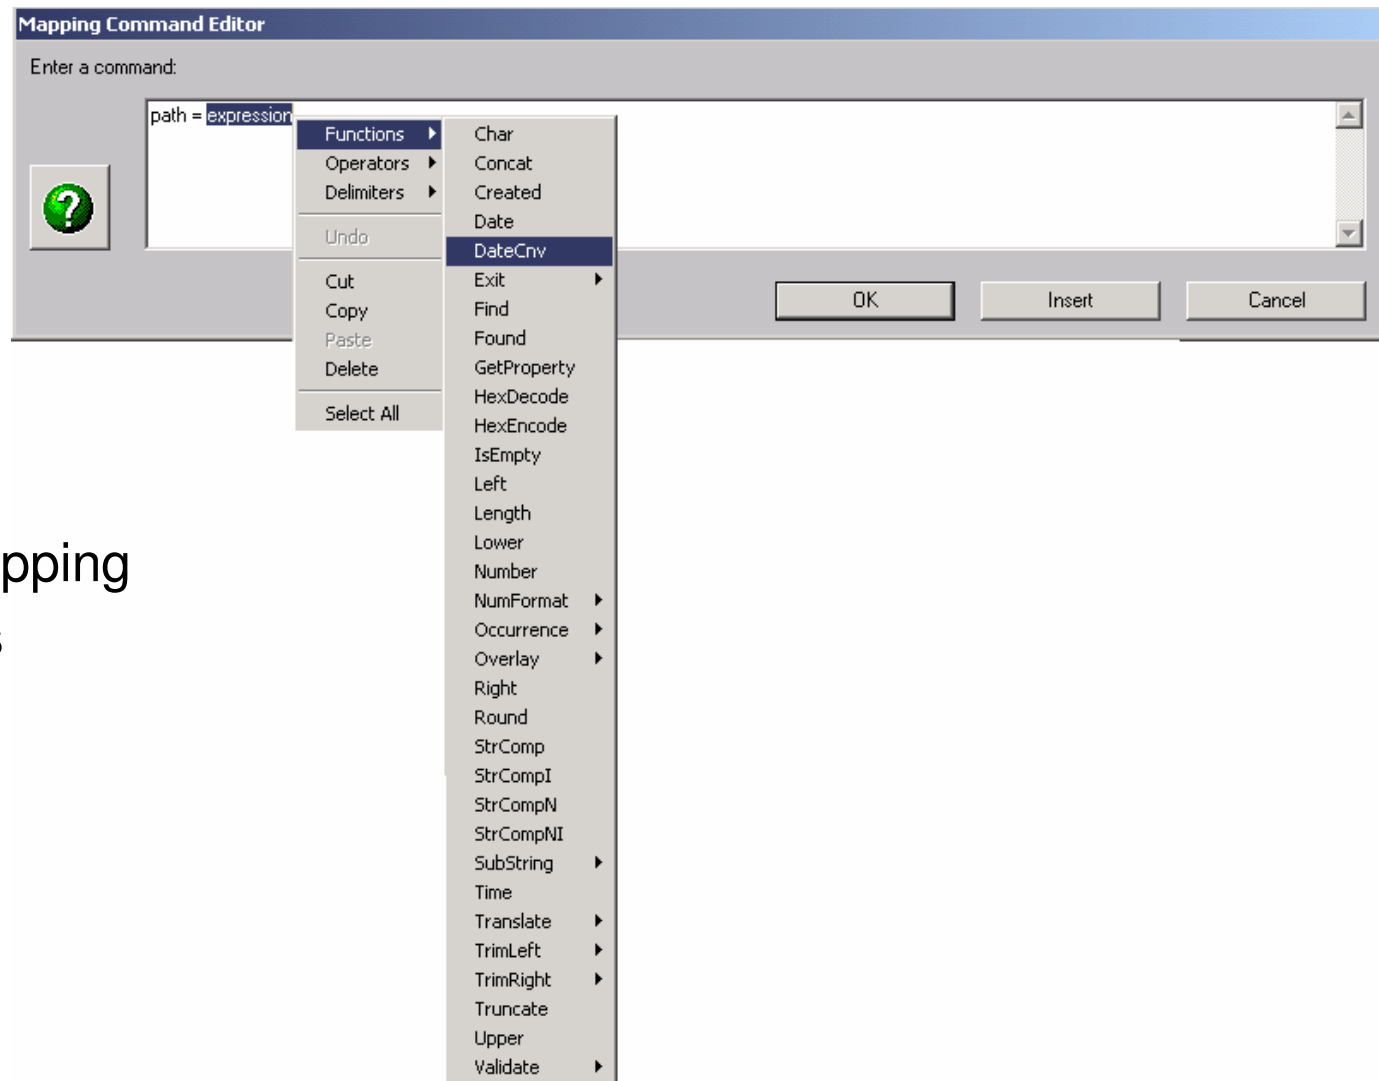 Mapping Command Editor
Enter a command:
path = expression
Functions
Operators
Delimiters
Undo
Cut
Copy
Paste
Delete
Select All
Char
Concat
Created
Date
DateCnv
Exit
Find
Found
GetProperty
HexDecode
HexEncode
IsEmpty
Left
Length
Lower
Number
NumFormat
Occurrence
Overlay
Right
Round
StrComp
StrCompI
StrCompN
StrCompNI
SubString
Time
Translate
TrimLeft
TrimRight
Truncate
Upper
Validate
OK
Insert
Cancel
pping
s